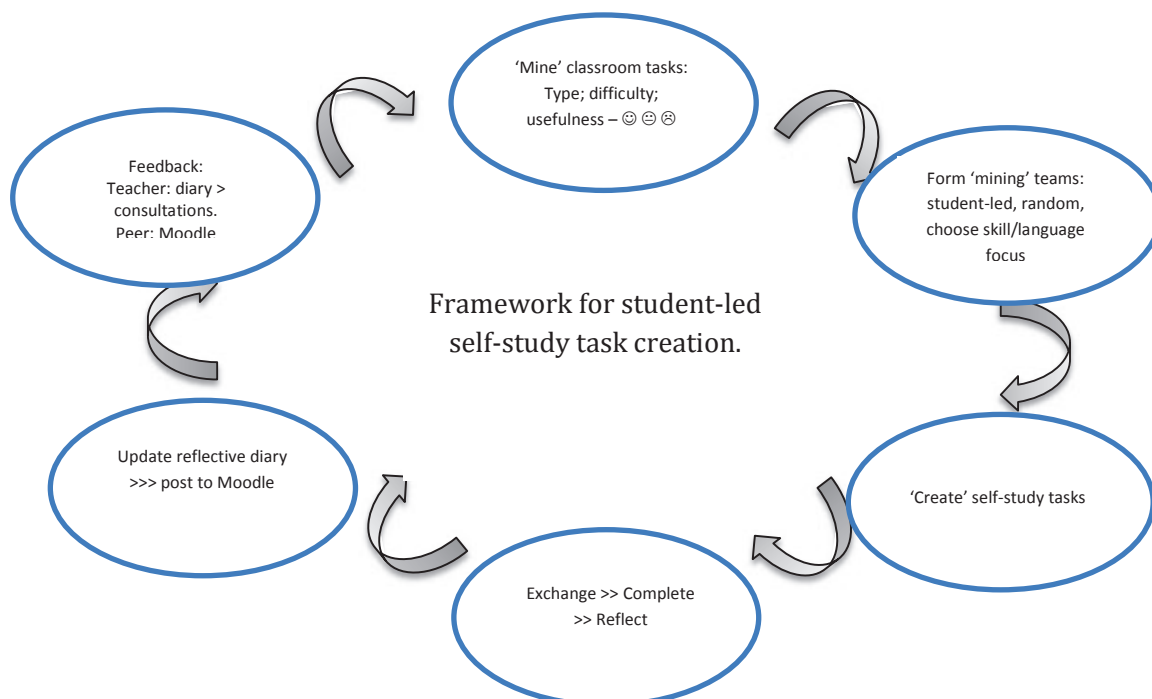 ‘Mine’ classroom tasks:
Type; difficulty;
usefulness – ☺ 😐 ☹
Form ‘mining’ teams:
student-led, random,
choose skill/language
focus
‘Create’ self-study tasks
Exchange >> Complete
>> Reflect
Update reflective diary
>>> post to Moodle
Feedback:
Teacher: diary >
consultations.
Peer: Moodle
Framework for student-led
self-study task creation.